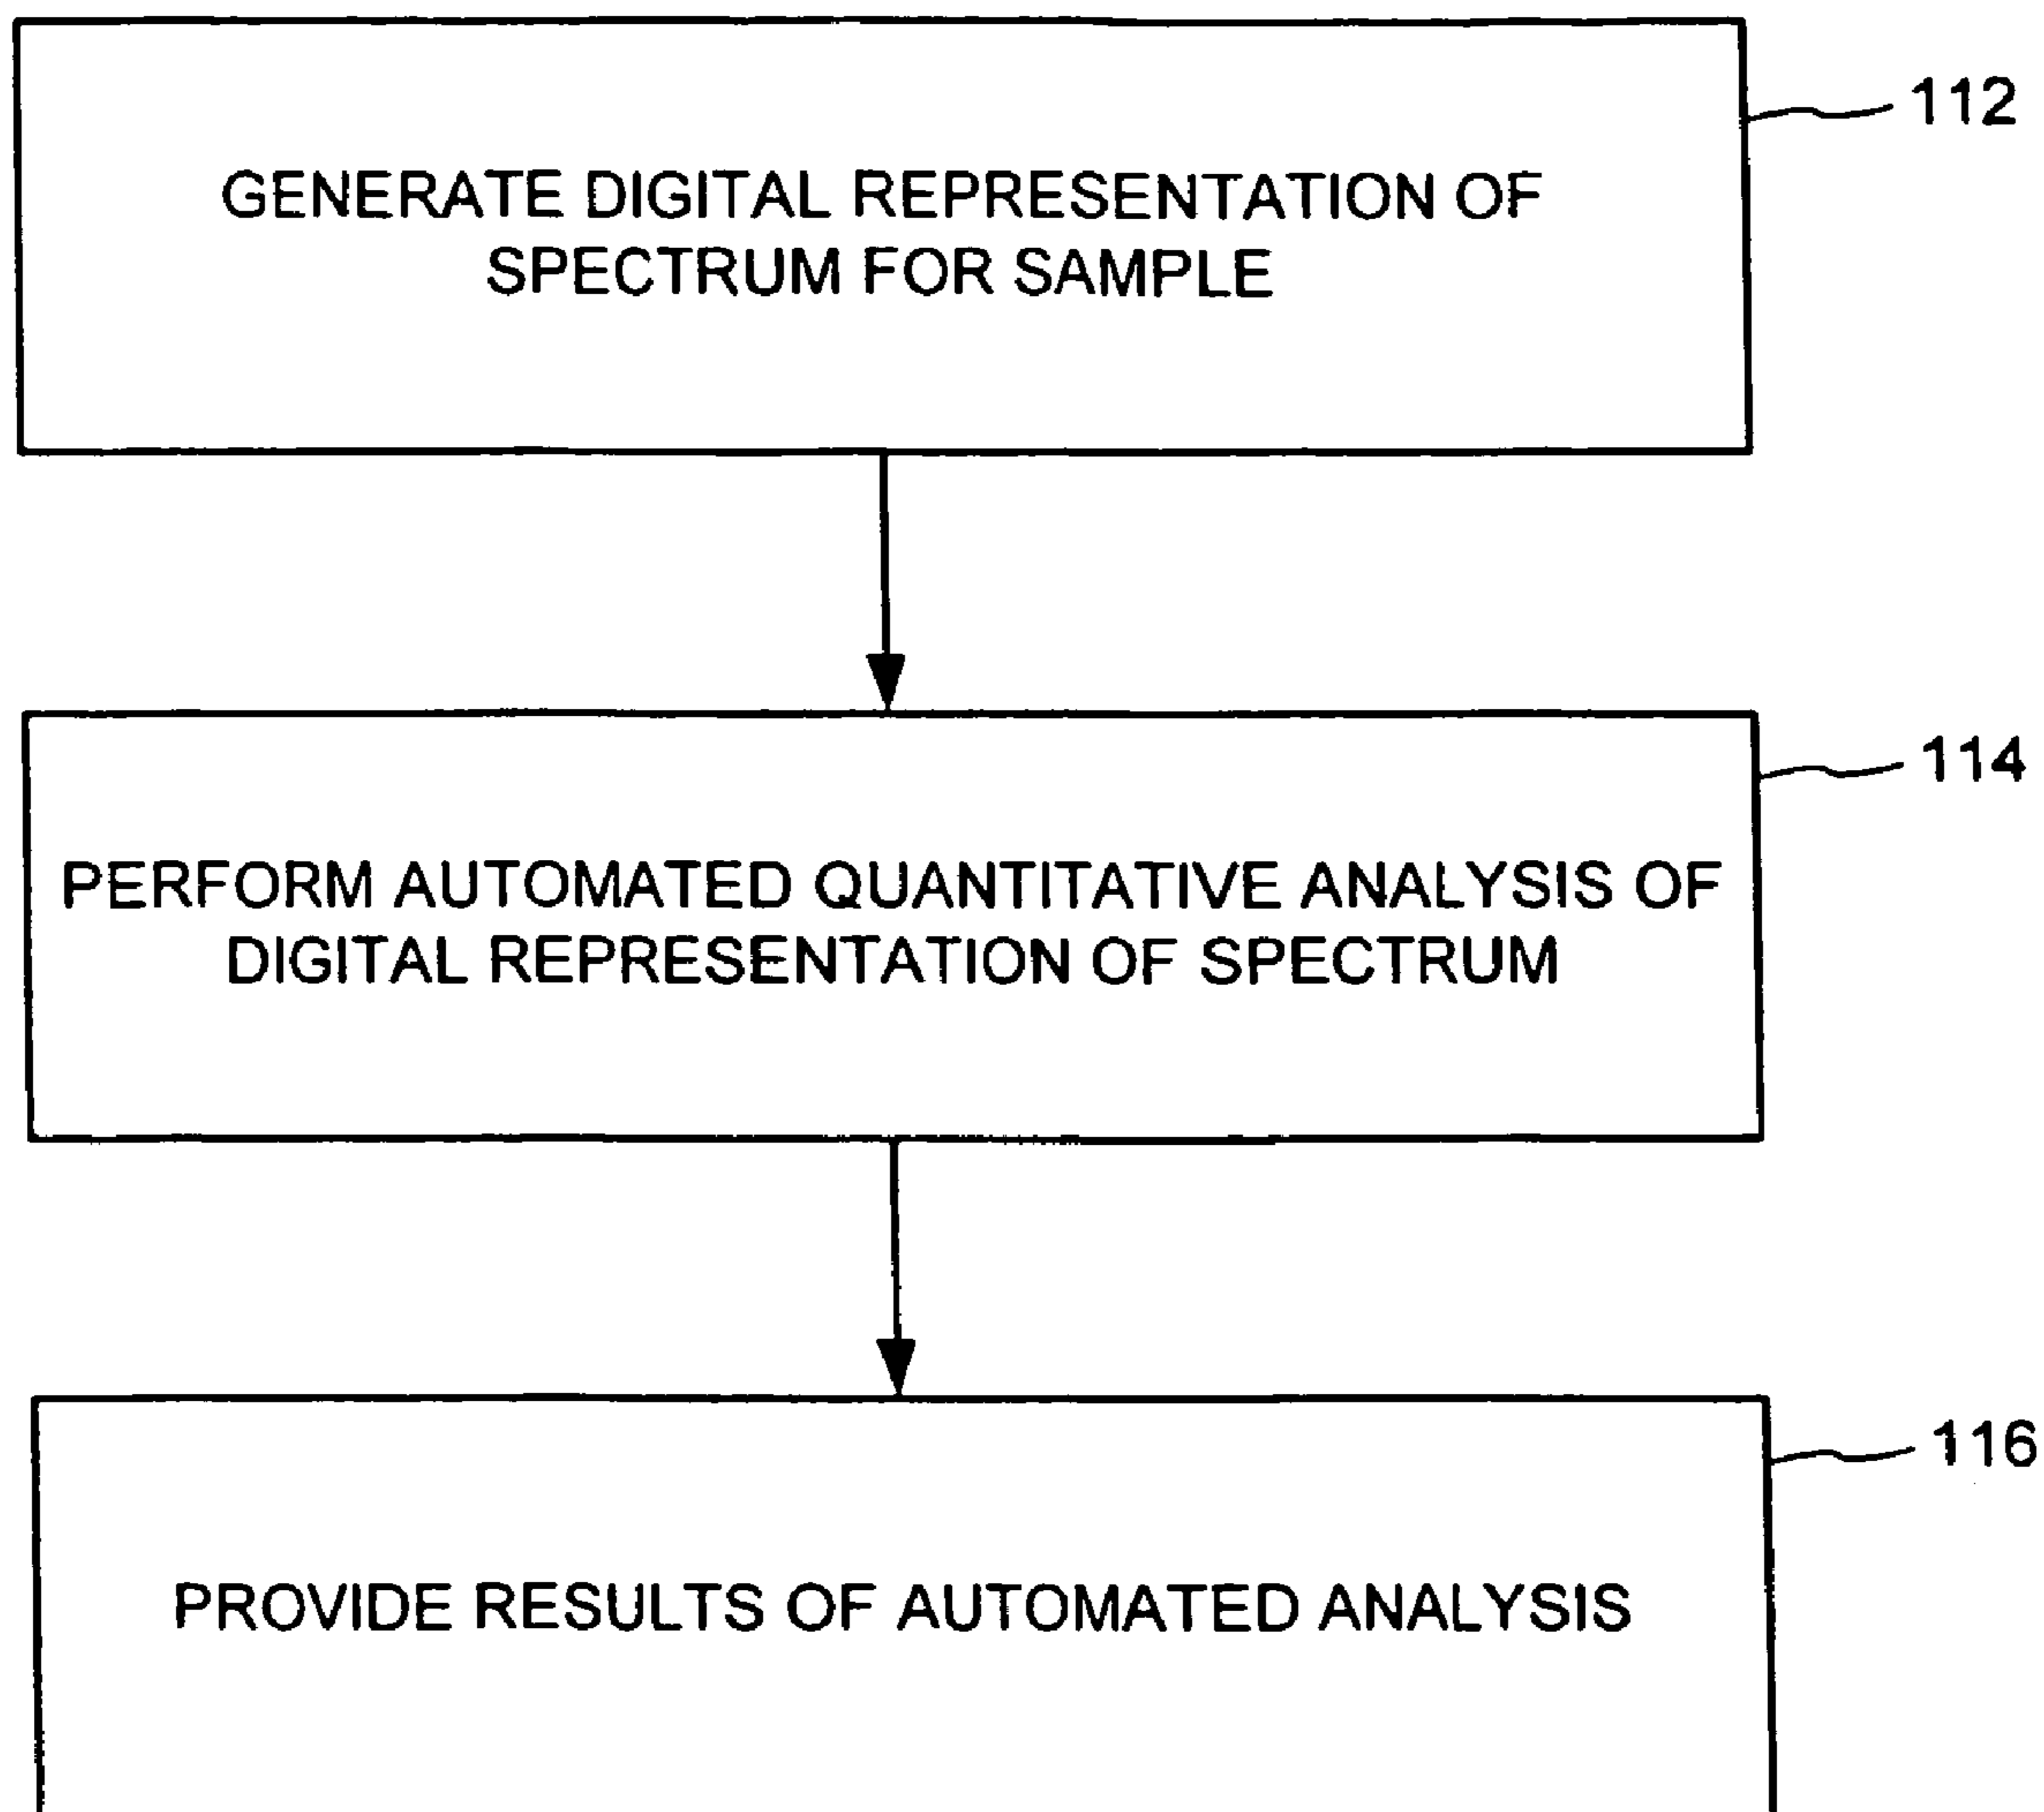 112
GENERATE DIGITAL REPRESENTATION OF
SPECTRUM FOR SAMPLE
114
PERFORM AUTOMATED QUANTITATIVE ANALYSIS OF
DIGITAL REPRESENTATION OF SPECTRUM
116
PROVIDE RESULTS OF AUTOMATED ANALYSIS